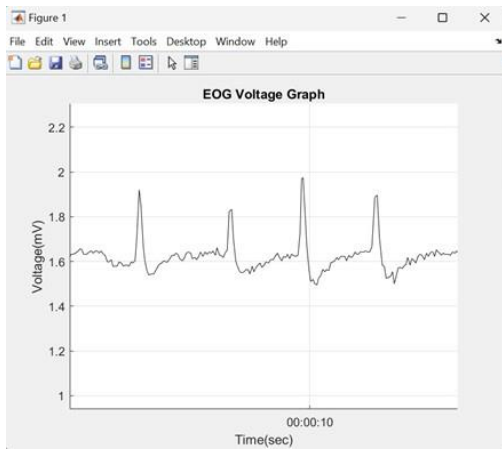 Figure 1
File Edit View Insert Tools Desktop Window Help
EOG Voltage Graph
2.2
2
1.8
1.6
1.4
1.2
1
Voltage(mV)
00:00:10
Time(sec)